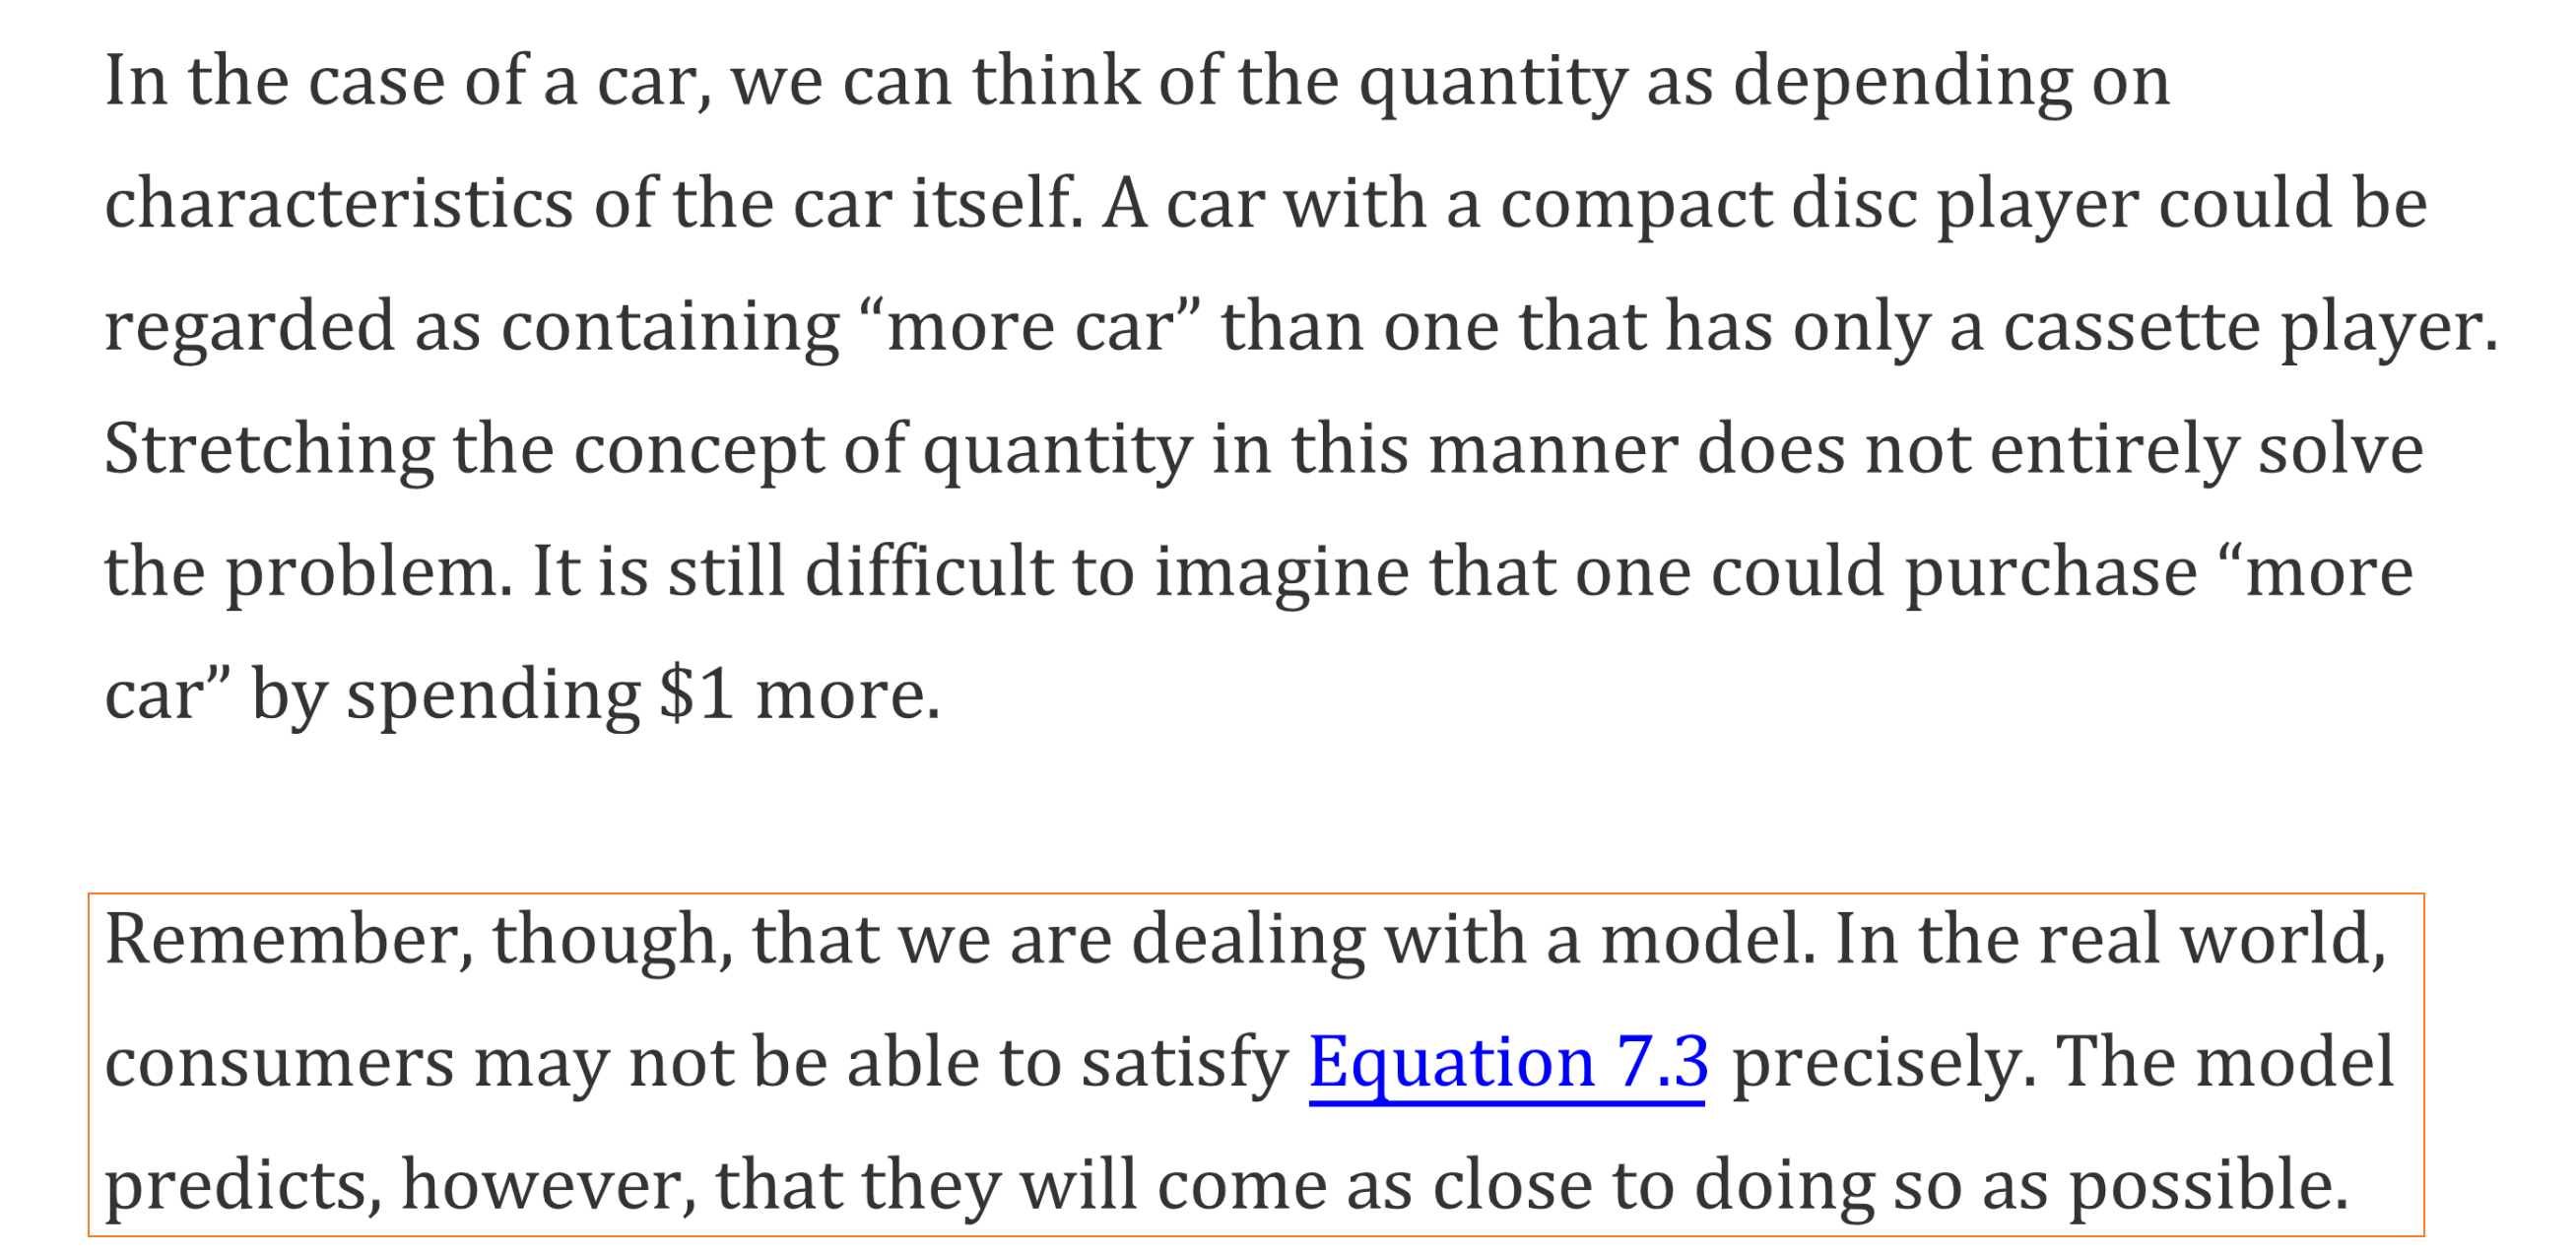 In the case of a car, we can think of the quantity as depending on
characteristics of the car itself. A car with a compact disc player could be
regarded as containing “more car” than one that has only a cassette player.
Stretching the concept of quantity in this manner does not entirely solve
the problem. It is still difficult to imagine that one could purchase “more
car” by spending $1 more.
Remember, though, that we are dealing with a model. In the real world,
consumers may not be able to satisfy Equation 7.3 precisely. The model
predicts, however, that they will come as close to doing so as possible.